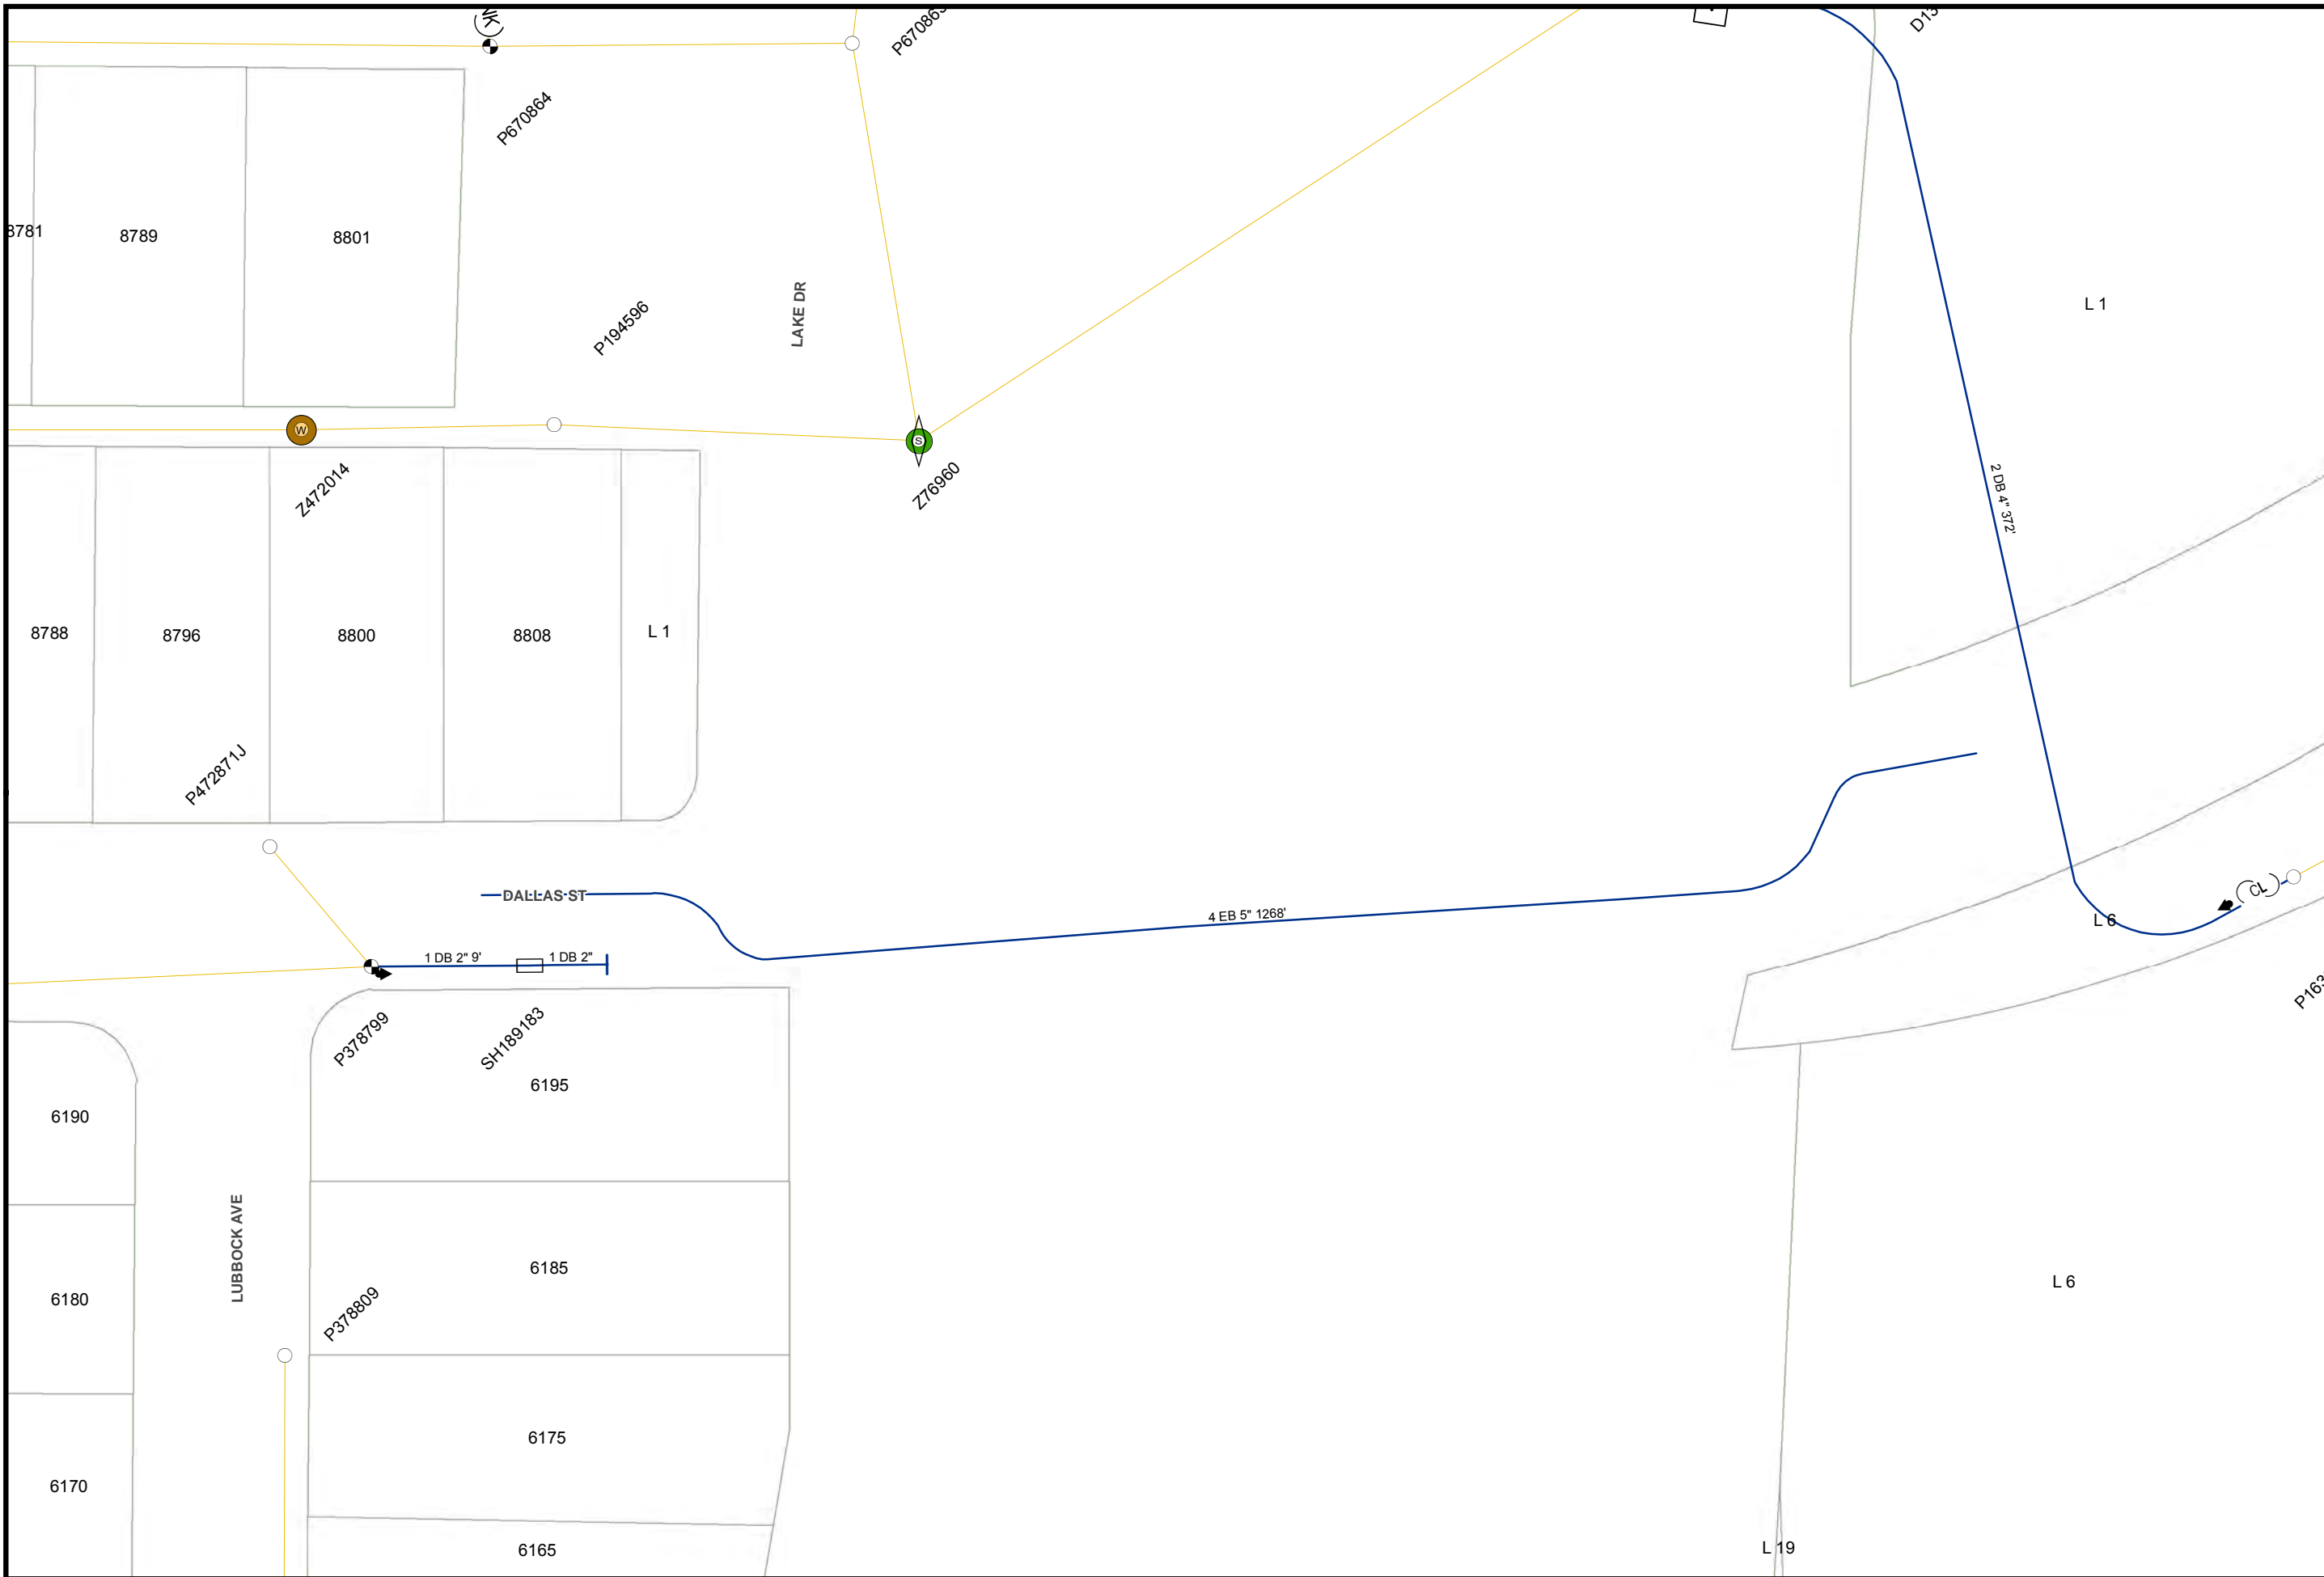 P670864
8781
8789
8801
P194596
LAKE DR
L 1
W
S
Z472014
Z76960
2 DB 4" 372'
8788
8796
8800
8808
L 1
P472871J
DALLAS ST
4 EB 5" 1268'
CL
L 6
1 DB 2" 9'
1 DB 2"
P378799
SH189183
6195
6190
LUBBOCK AVE
6185
6180
P378809
L 6
6175
6170
6165
L 19